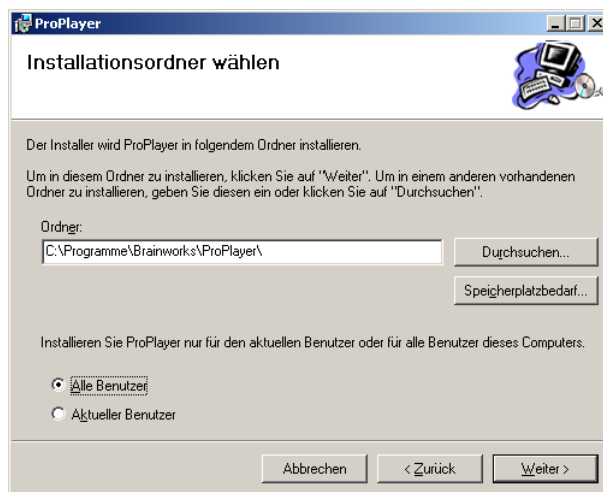 ProPlayer
Installationsordner wählen
Der Installer wird ProPlayer in folgendem Ordner installieren.
Um in diesem Ordner zu installieren, klicken Sie auf "Weiter". Um in einem anderen vorhandenen
Ordner zu installieren, geben Sie diesen ein oder klicken Sie auf "Durchsuchen".
Ordner:
C:\Programme\Brainworks\ProPlayer\
Durchsuchen...
Speicherplatzbedarf...
Installieren Sie ProPlayer nur für den aktuellen Benutzer oder für alle Benutzer dieses Computers.
Alle Benutzer
Aktueller Benutzer
Abbrechen < Zurück Weiter >